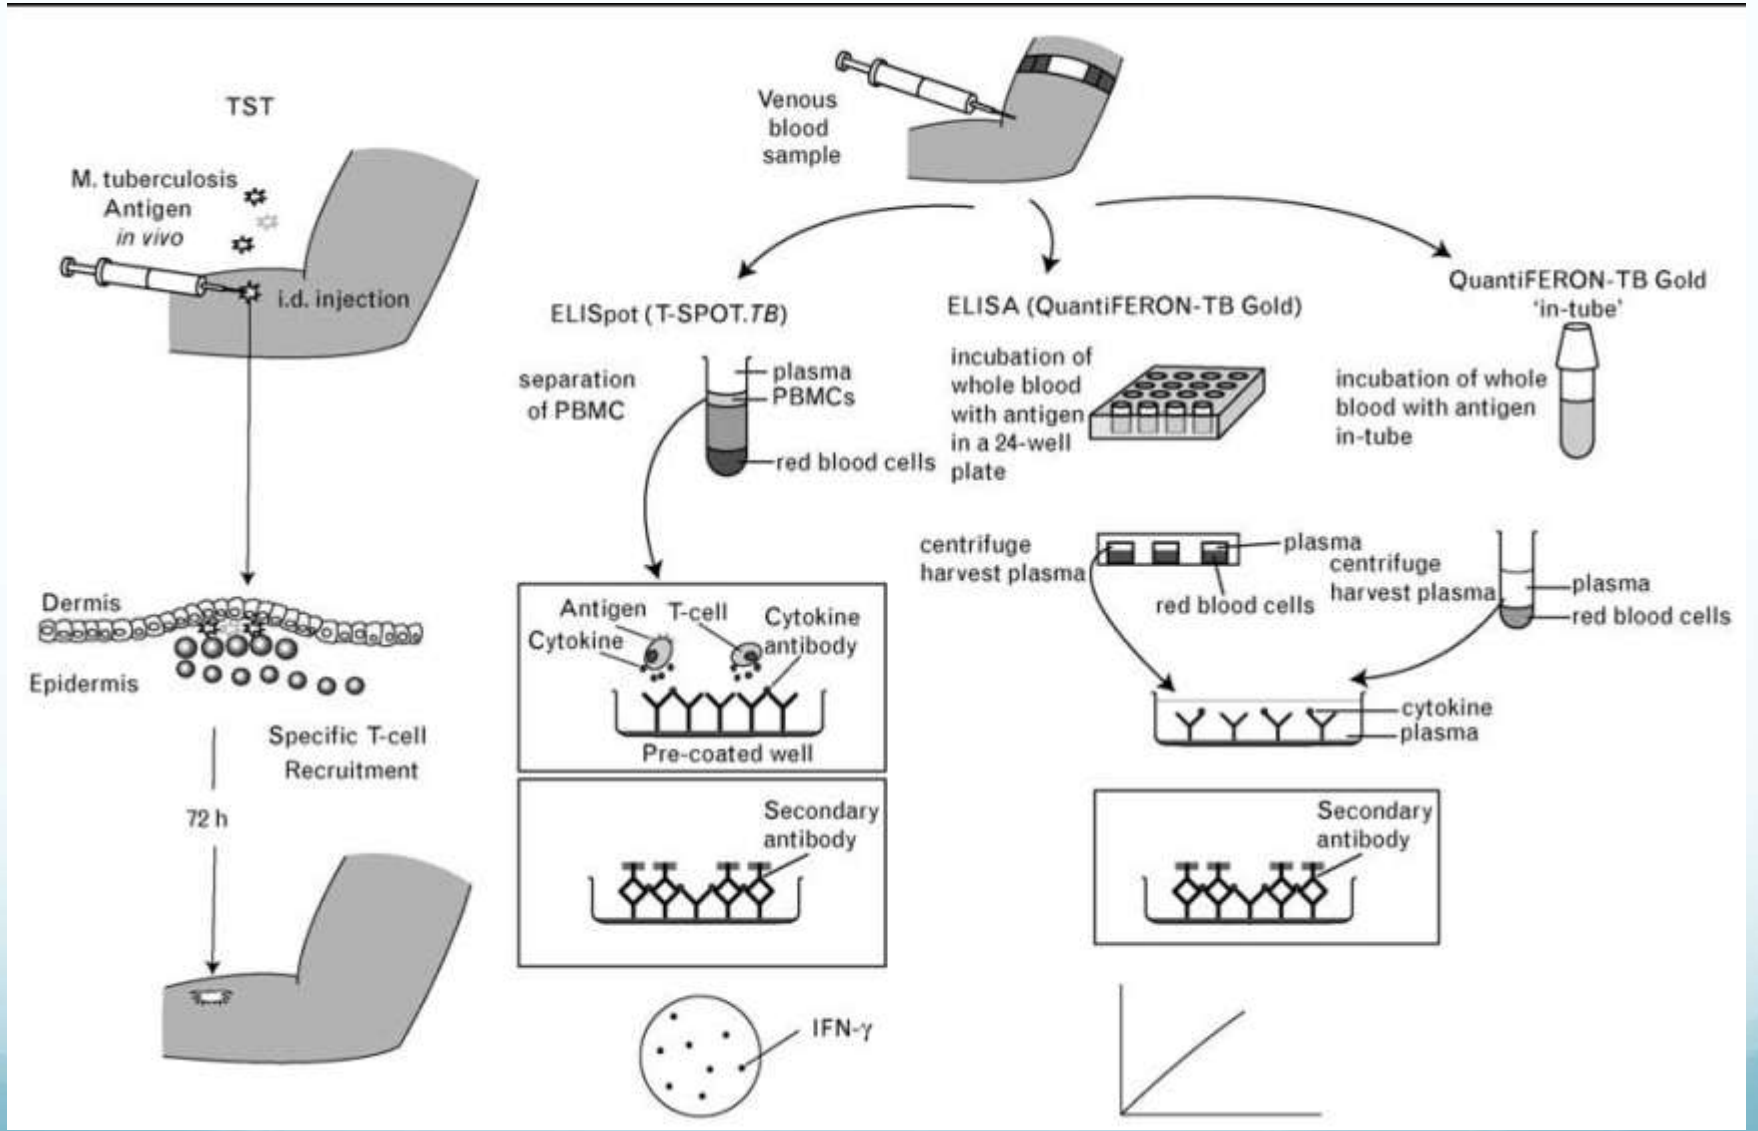 TST
M. tuberculosis
Antigen
in vivo
i.d. injection
Dermis
Epidermis
Specific T-cell
Recruitment
72 h
Venous
blood
sample
ELISpot (T-SPOT.TB)
separation
of PBMC
plasma
PBMCs
red blood cells
Antigen
T-cell
Cytokine
Cytokine
antibody
Pre-coated well
Secondary
antibody
IFN-γ
ELISA (QuantiFERON-TB Gold)
incubation of
whole blood
with antigen
in a 24-well
plate
centrifuge
harvest plasma
plasma
red blood cells
QuantiFERON-TB Gold
‘in-tube’
incubation of whole
blood with antigen
in-tube
centrifuge
harvest plasma
plasma
red blood cells
cytokine
plasma
Secondary
antibody